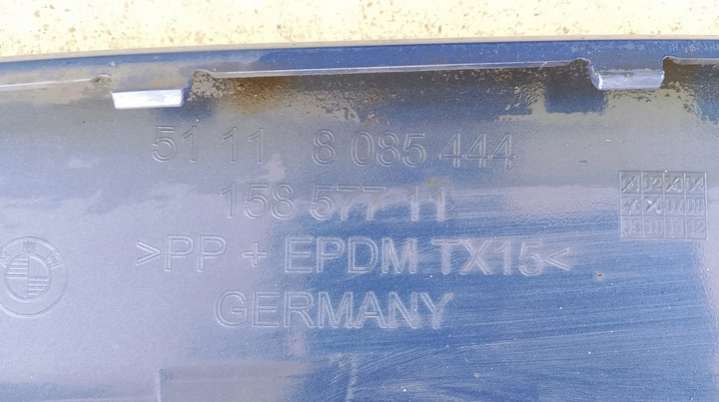 51 11 8 085 444
158 577 11
>PP + EPDM TX15<
GERMANY